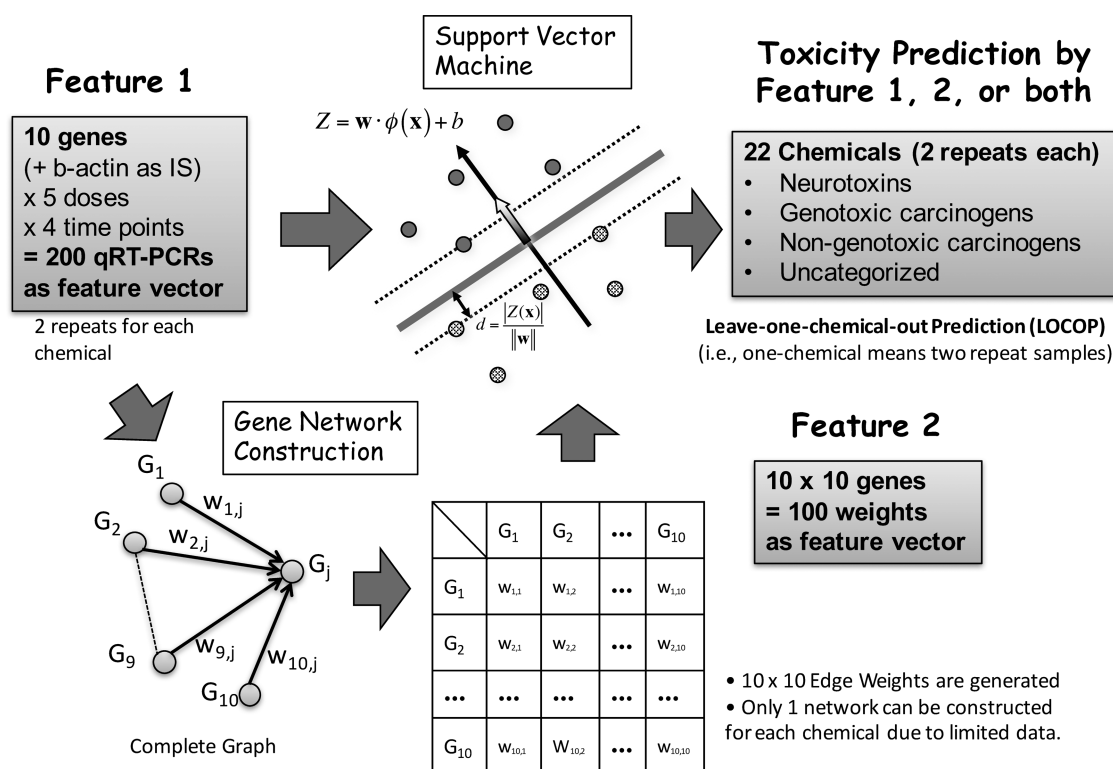 Feature 1
10 genes
(+ b-actin as IS)
x 5 doses
x 4 time points
= 200 qRT-PCRs
as feature vector
2 repeats for each
chemical
Support Vector
Machine
Z = w · ϕ(x) + b
d = |Z(x)| / ‖w‖
Toxicity Prediction by
Feature 1, 2, or both
22 Chemicals (2 repeats each)
• Neurotoxins
• Genotoxic carcinogens
• Non-genotoxic carcinogens
• Uncategorized
Leave-one-chemical-out Prediction (LOCOP)
(i.e., one-chemical means two repeat samples)
Gene Network
Construction
G1
w1,j
G2
w2,j
Gj
G9
w9,j
w10,j
G10
Complete Graph
G1 G2 ••• G10
G1 w1,1 w1,2 ••• w1,10
G2 w2,1 w2,2 ••• w2,10
••• ••• ••• ••• •••
G10 w10,1 W10,2 ••• w10,10
Feature 2
10 x 10 genes
= 100 weights
as feature vector
• 10 x 10 Edge Weights are generated
• Only 1 network can be constructed
for each chemical due to limited data.